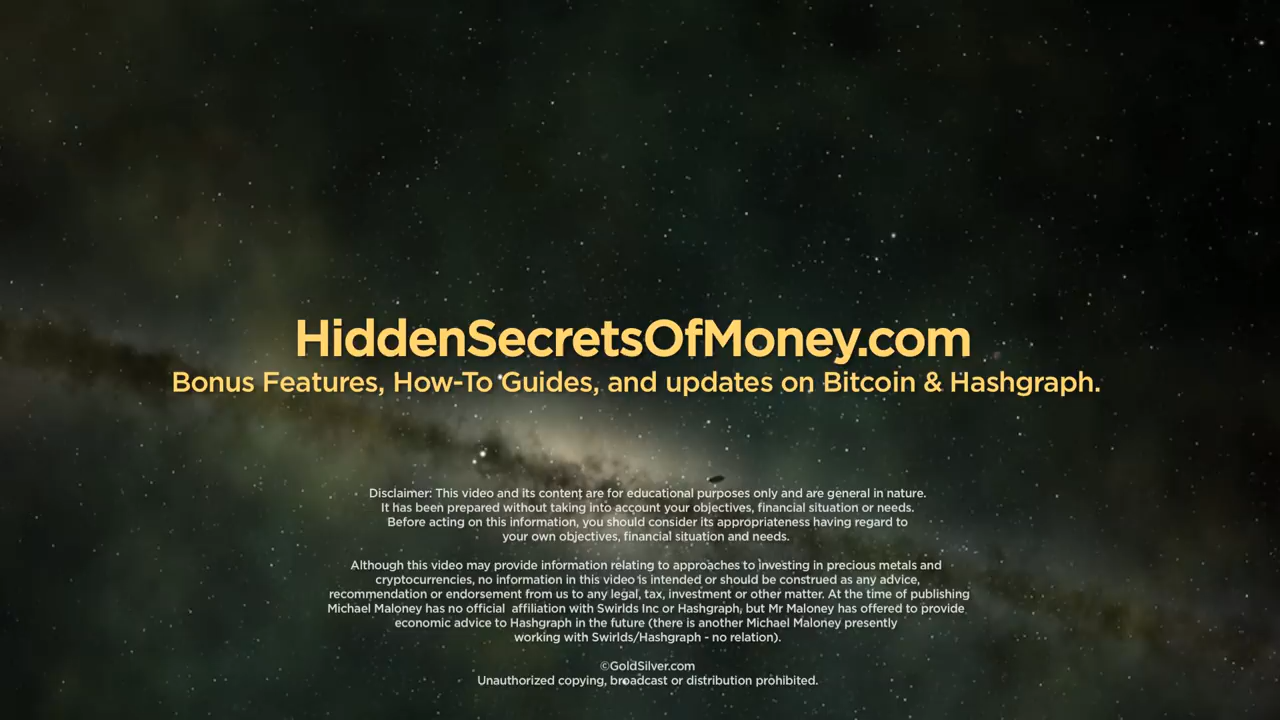 HiddenSecretsOfMoney.com
Bonus Features, How-To Guides, and updates on Bitcoin & Hashgraph.
Disclaimer: This video and its content are for educational purposes only and are general in nature.
It has been prepared without taking into account your objectives, financial situation or needs.
Before acting on this information, you should consider its appropriateness having regard to
your own objectives, financial situation and needs.
Although this video may provide information relating to approaches to investing in precious metals and
cryptocurrencies, no information in this video is intended or should be construed as any advice,
recommendation or endorsement from us to any legal, tax, investment or other matter. At the time of publishing
Michael Maloney has no official affiliation with Swirlds Inc or Hashgraph, but Mr Maloney has offered to provide
economic advice to Hashgraph in the future (there is another Michael Maloney presently
working with Swirlds/Hashgraph - no relation).
©GoldSilver.com
Unauthorized copying, broadcast or distribution prohibited.